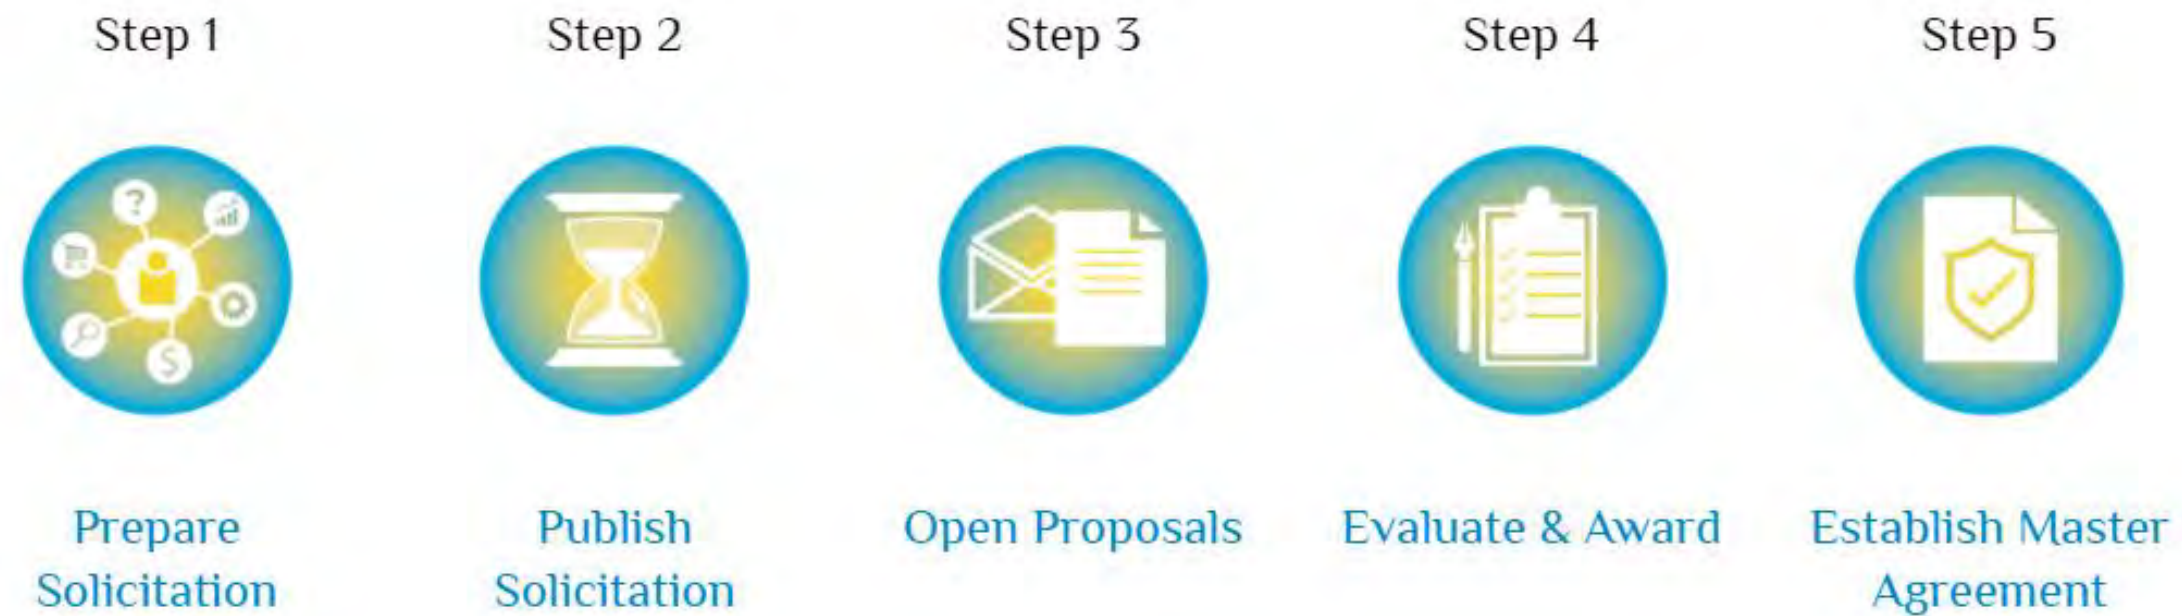 Step 1
Step 2
Step 3
Step 4
Step 5
?
$
Prepare
Solicitation
Publish
Solicitation
Open Proposals
Evaluate & Award
Establish Master
Agreement